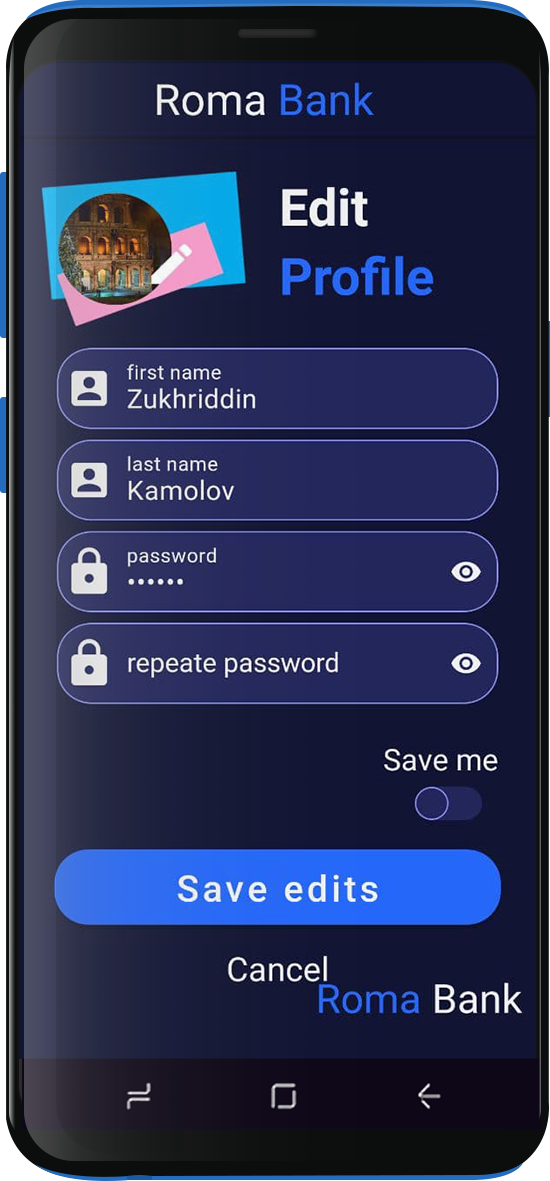 Roma Bank
Edit
Profile
first name
Zukhriddin
last name
Kamolov
password
••••••
repeate password
Save me
Save edits
Cancel
Roma Bank